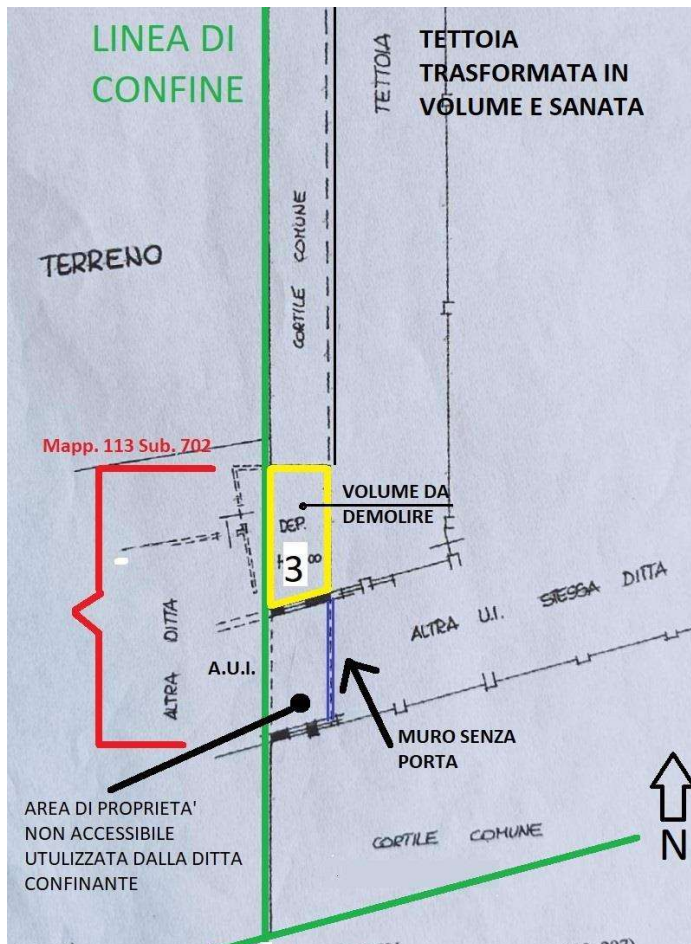 LINEA DI
CONFINE
TETTOIA
TETTOIA
TRASFORMATA IN
VOLUME E SANATA
CORTILE COMUNE
TERRENO
Mapp. 113 Sub. 702
VOLUME DA
DEMOLIRE
DEP.
3
ALTRA DITTA
A.U.I.
ALTRA U.I. STESSA DITTA
MURO SENZA
PORTA
AREA DI PROPRIETA'
NON ACCESSIBILE
UTULIZZATA DALLA DITTA
CONFINANTE
CORTILE COMUNE
N